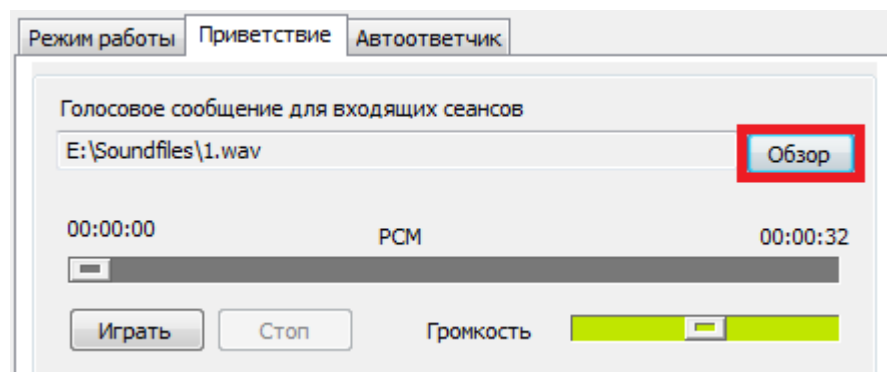 Режим работы Приветствие Автоответчик
Голосовое сообщение для входящих сеансов
E:\Soundfiles\1.wav Обзор
00:00:00 PCM 00:00:32
Играть Стоп Громкость